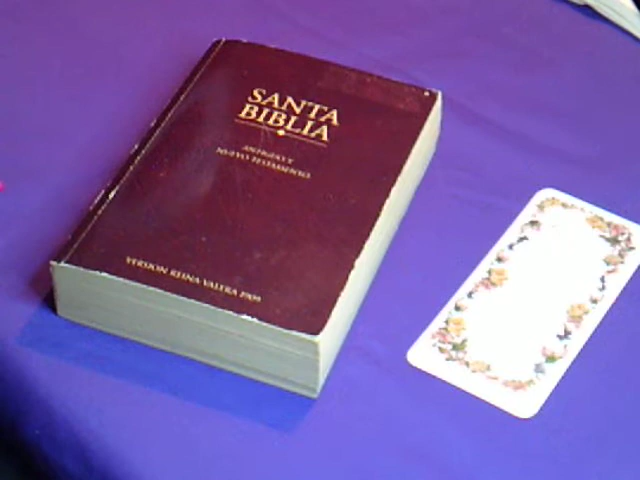 SANTA
BIBLIA
ANTIGUO Y
NUEVO TESTAMENTO
VERSION REINA VALERA 1909